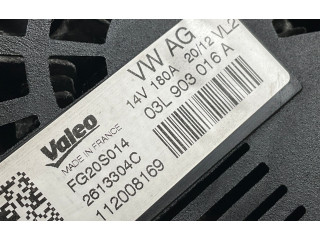 VW AG
14V 180A 20/12 VL2
03L 903 016 A
Valeo
MADE IN FRANCE
FG20S014
2613304C
112008169